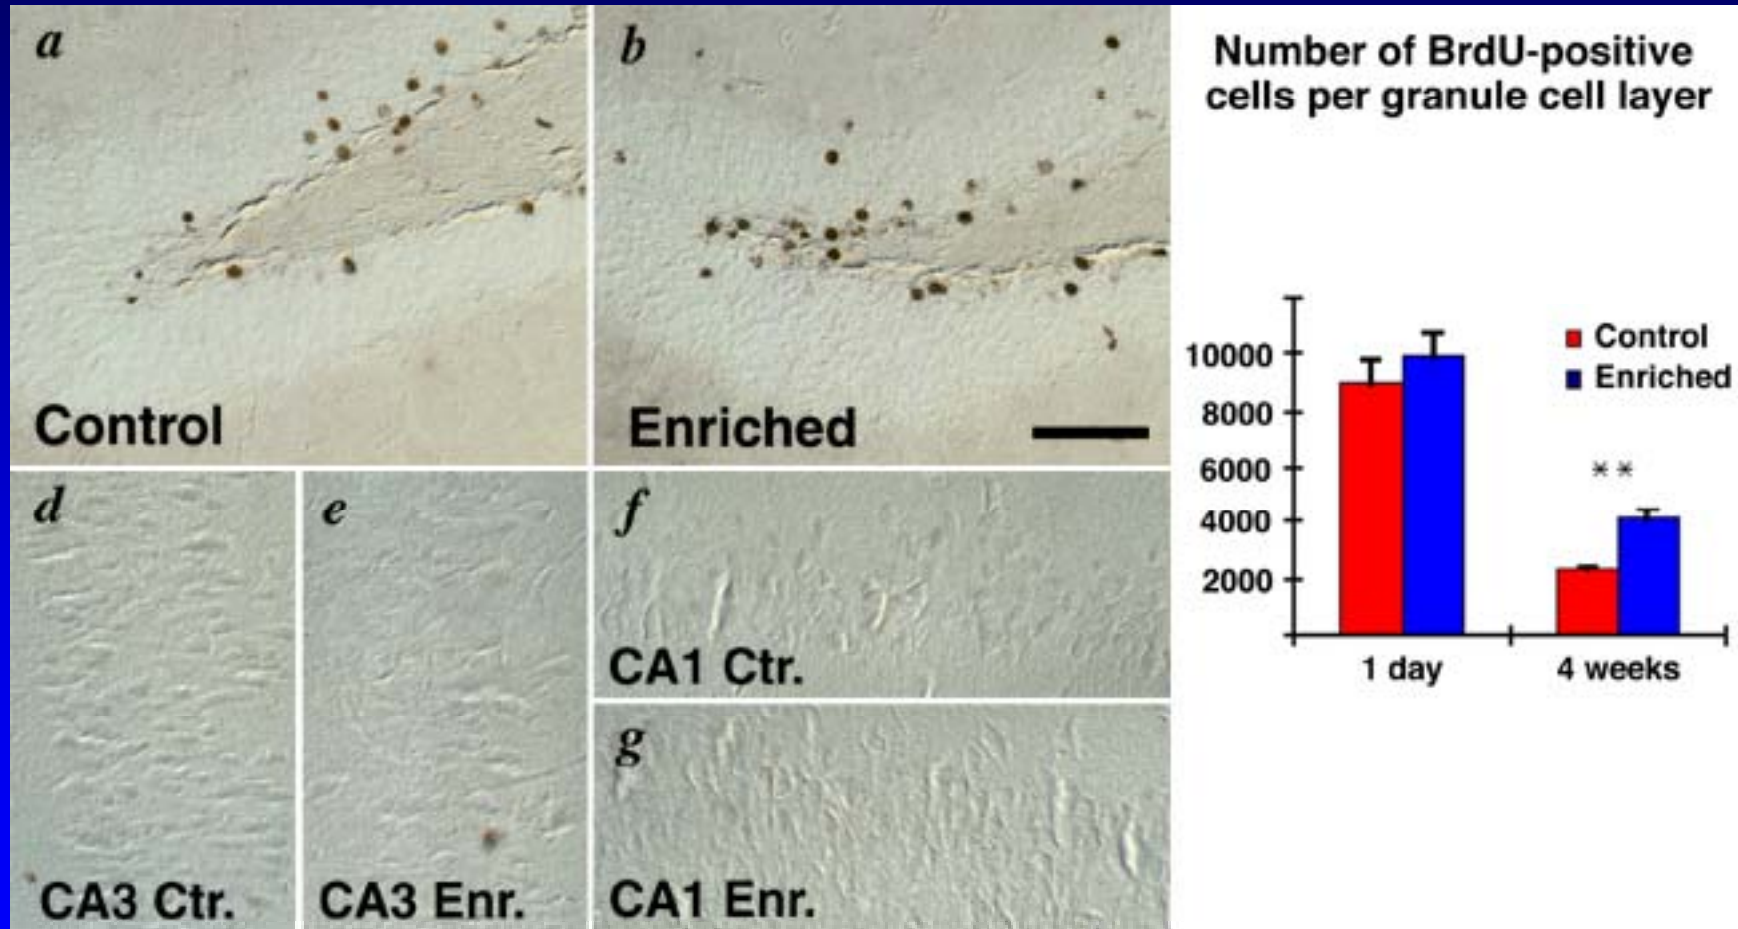 a
b
Control
Enriched
d
e
f
g
CA3 Ctr.
CA3 Enr.
CA1 Ctr.
CA1 Enr.
Number of BrdU-positive
cells per granule cell layer
10000
8000
6000
4000
2000
Control
Enriched
**
1 day
4 weeks